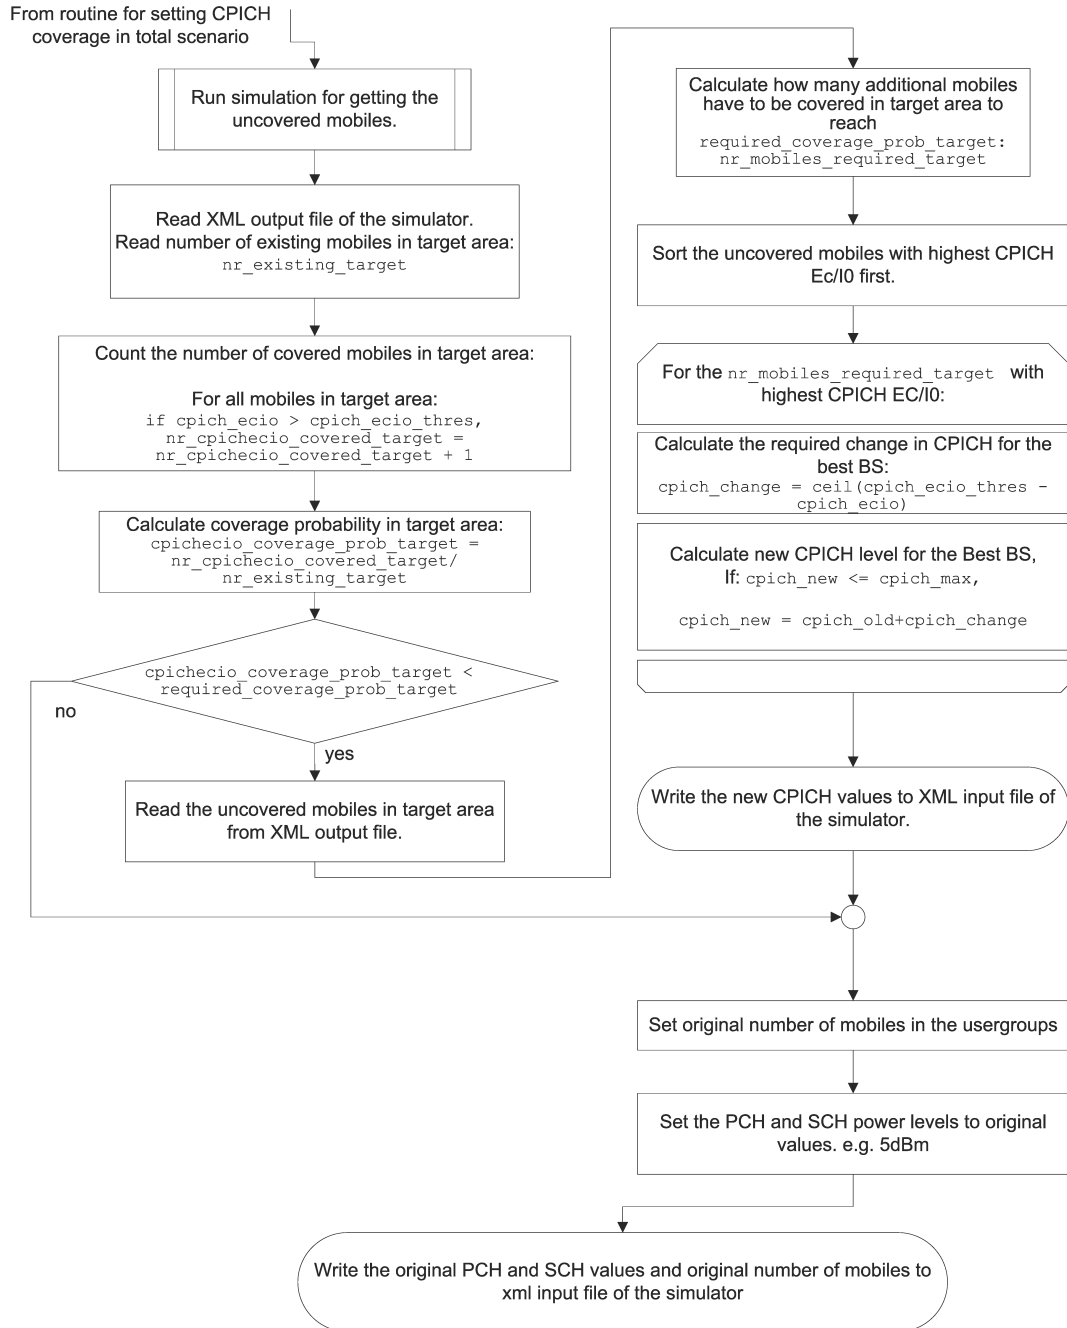 From routine for setting CPICH
coverage in total scenario
Run simulation for getting the
uncovered mobiles.
Read XML output file of the simulator.
Read number of existing mobiles in target area:
nr_existing_target
Count the number of covered mobiles in target area:
For all mobiles in target area:
if cpich_ecio > cpich_ecio_thres,
nr_cpichecio_covered_target =
nr_cpichecio_covered_target + 1
Calculate coverage probability in target area:
cpichecio_coverage_prob_target =
nr_cpichecio_covered_target/
nr_existing_target
cpichecio_coverage_prob_target <
required_coverage_prob_target
no
yes
Read the uncovered mobiles in target area
from XML output file.
Calculate how many additional mobiles
have to be covered in target area to
reach
required_coverage_prob_target:
nr_mobiles_required_target
Sort the uncovered mobiles with highest CPICH
Ec/I0 first.
For the nr_mobiles_required_target with
highest CPICH EC/I0:
Calculate the required change in CPICH for the
best BS:
cpich_change = ceil(cpich_ecio_thres -
cpich_ecio)
Calculate new CPICH level for the Best BS,
If: cpich_new <= cpich_max,
cpich_new = cpich_old+cpich_change
Write the new CPICH values to XML input file of
the simulator.
Set original number of mobiles in the usergroups
Set the PCH and SCH power levels to original
values. e.g. 5dBm
Write the original PCH and SCH values and original number of mobiles to
xml input file of the simulator